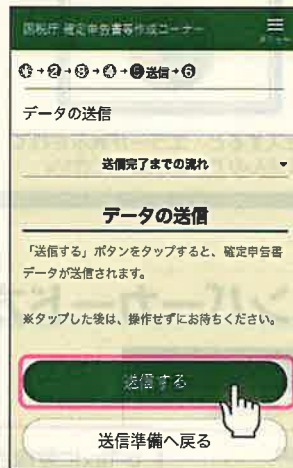 国税庁 確定申告書等作成コーナー
❶→❷→❸→❹→❺送信→❻
データの送信
送信完了までの流れ
データの送信
「送信する」ボタンをタップすると、確定申告書
データが送信されます。
※タップした後は、操作せずにお待ちください。
送信する
送信準備へ戻る